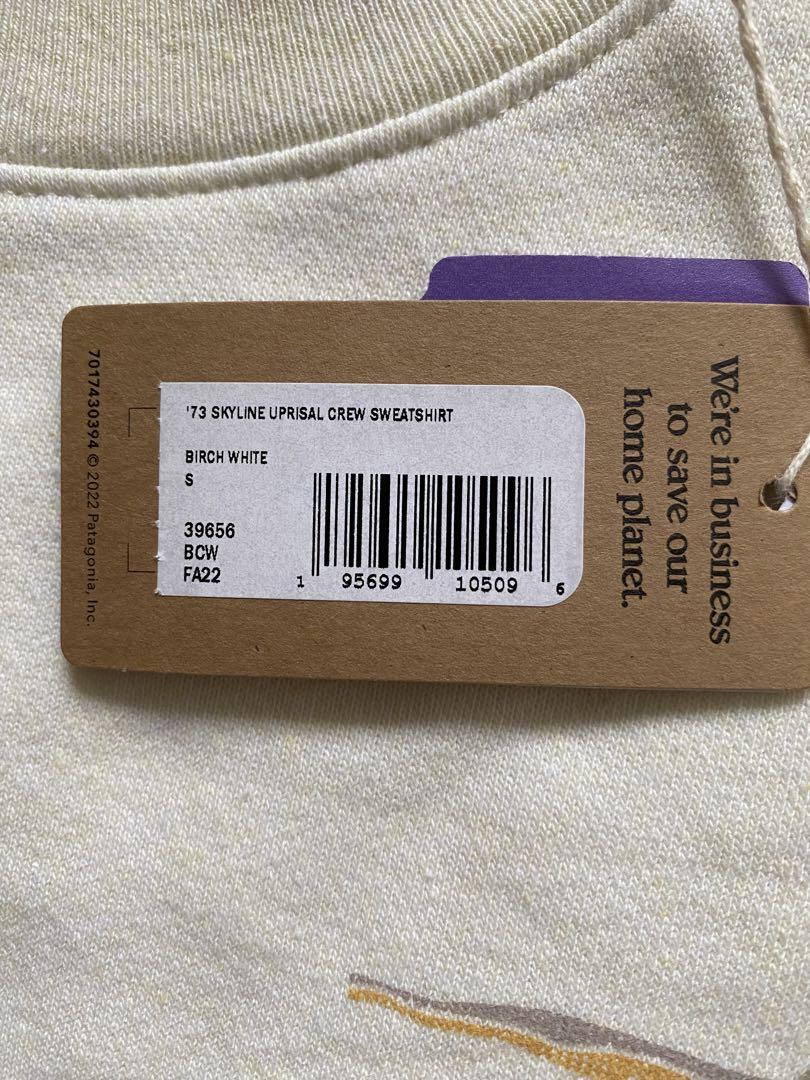 '73 SKYLINE UPRISAL CREW SWEATSHIRT
BIRCH WHITE
S
39656
BCW
FA22
1 95699 10509 6
We're in business
to save our
home planet.
7017430394 © 2022 Patagonia, Inc.